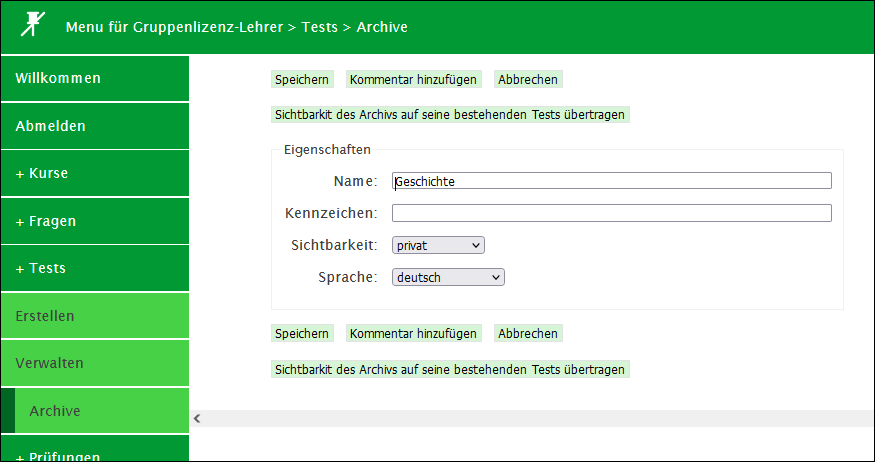 Menu für Gruppenlizenz-Lehrer > Tests > Archive
Willkommen
Abmelden
+ Kurse
+ Fragen
+ Tests
Erstellen
Verwalten
Archive
+ Prüfungen
Speichern Kommentar hinzufügen Abbrechen
Sichtbarkit des Archivs auf seine bestehenden Tests übertragen
Eigenschaften
Name: Geschichte
Kennzeichen:
Sichtbarkeit: privat
Sprache: deutsch
Speichern Kommentar hinzufügen Abbrechen
Sichtbarkit des Archivs auf seine bestehenden Tests übertragen